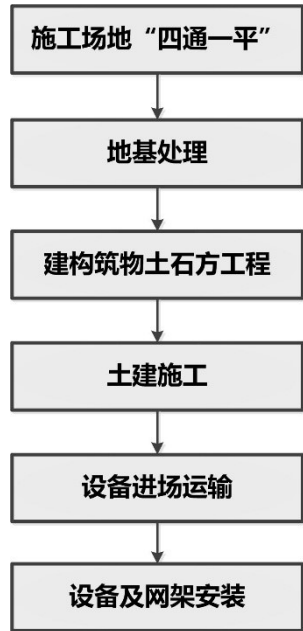 施工场地“四通一平”
地基处理
建构筑物土石方工程
土建施工
设备进场运输
设备及网架安装